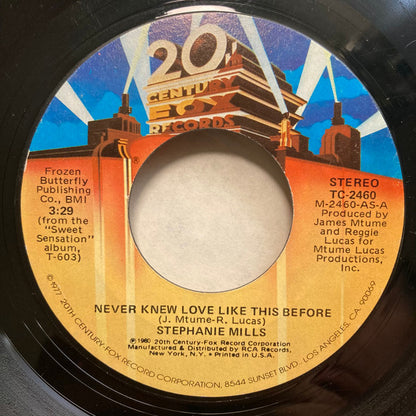 20th
CENTURY
FOX
RECORDS
Frozen
Butterfly
Publishing
Co., BMI
3:29
(from the
"Sweet
Sensation"
album,
T-603)
STEREO
TC-2460
M-2460-AS-A
Produced by
James Mtume
and Reggie
Lucas for
Mtume Lucas
Productions,
Inc.
NEVER KNEW LOVE LIKE THIS BEFORE
(J. Mtume-R. Lucas)
STEPHANIE MILLS
℗1980 20th Century-Fox Record Corporation
Manufactured & Distributed by RCA Records,
New York, N.Y. • Printed in U.S.A.
©1977 20TH CENTURY-FOX RECORD CORPORATION, 8544 SUNSET BLVD. LOS ANGELES, CA. 90069